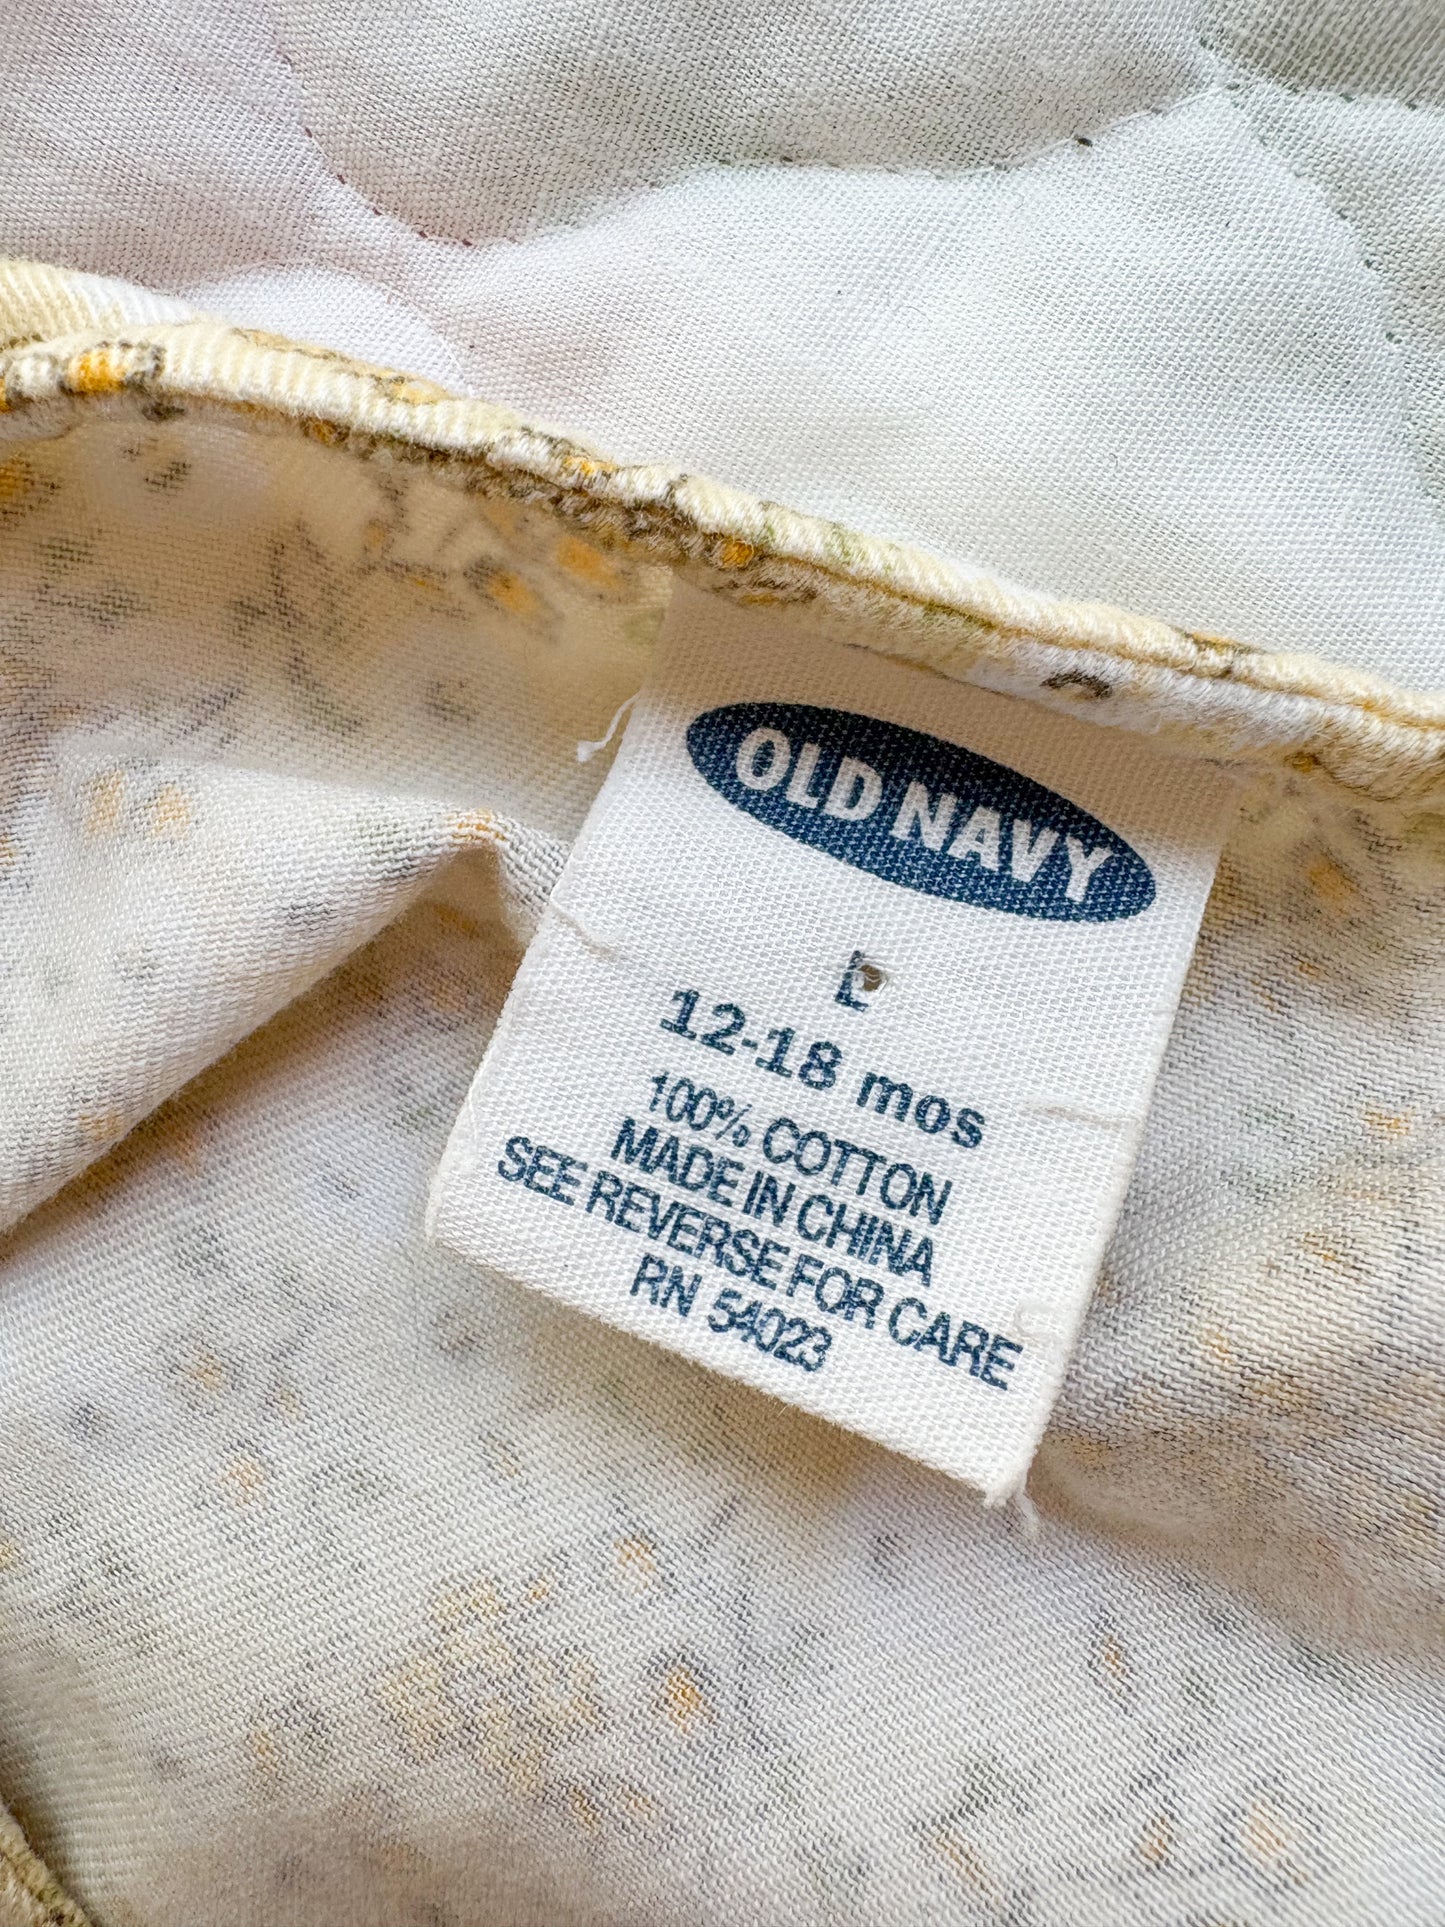 OLD NAVY
L
12-18 mos
100% COTTON
MADE IN CHINA
SEE REVERSE FOR CARE
RN 54023